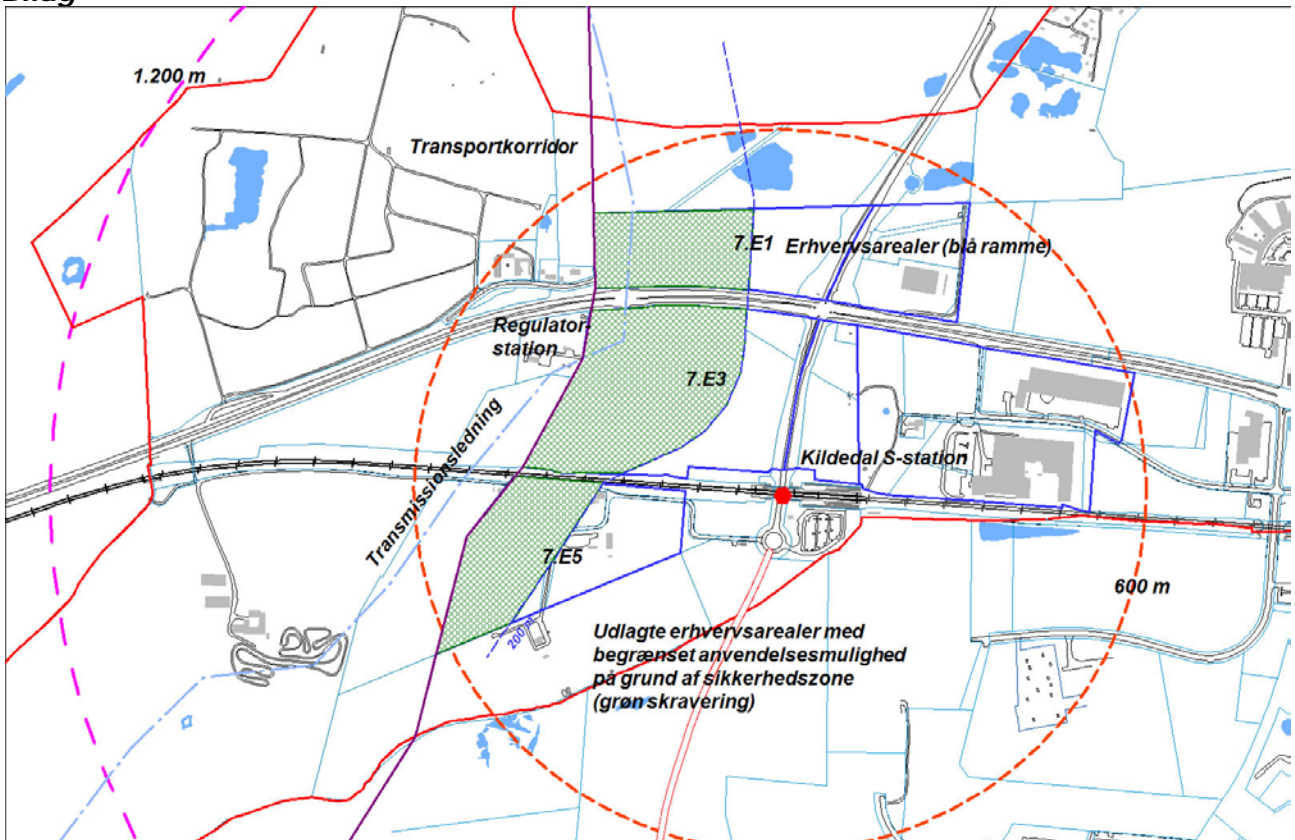 Bilag
1.200 m
Transportkorridor
7.E1
Erhvervsarealer (blå ramme)
Regulator-
station
7.E3
Transmissionsledning
Kildedal S-station
7.E5
600 m
200 m
Udlagte erhvervsarealer med
begrænset anvendelsesmulighed
på grund af sikkerhedszone
(grøn skravering)